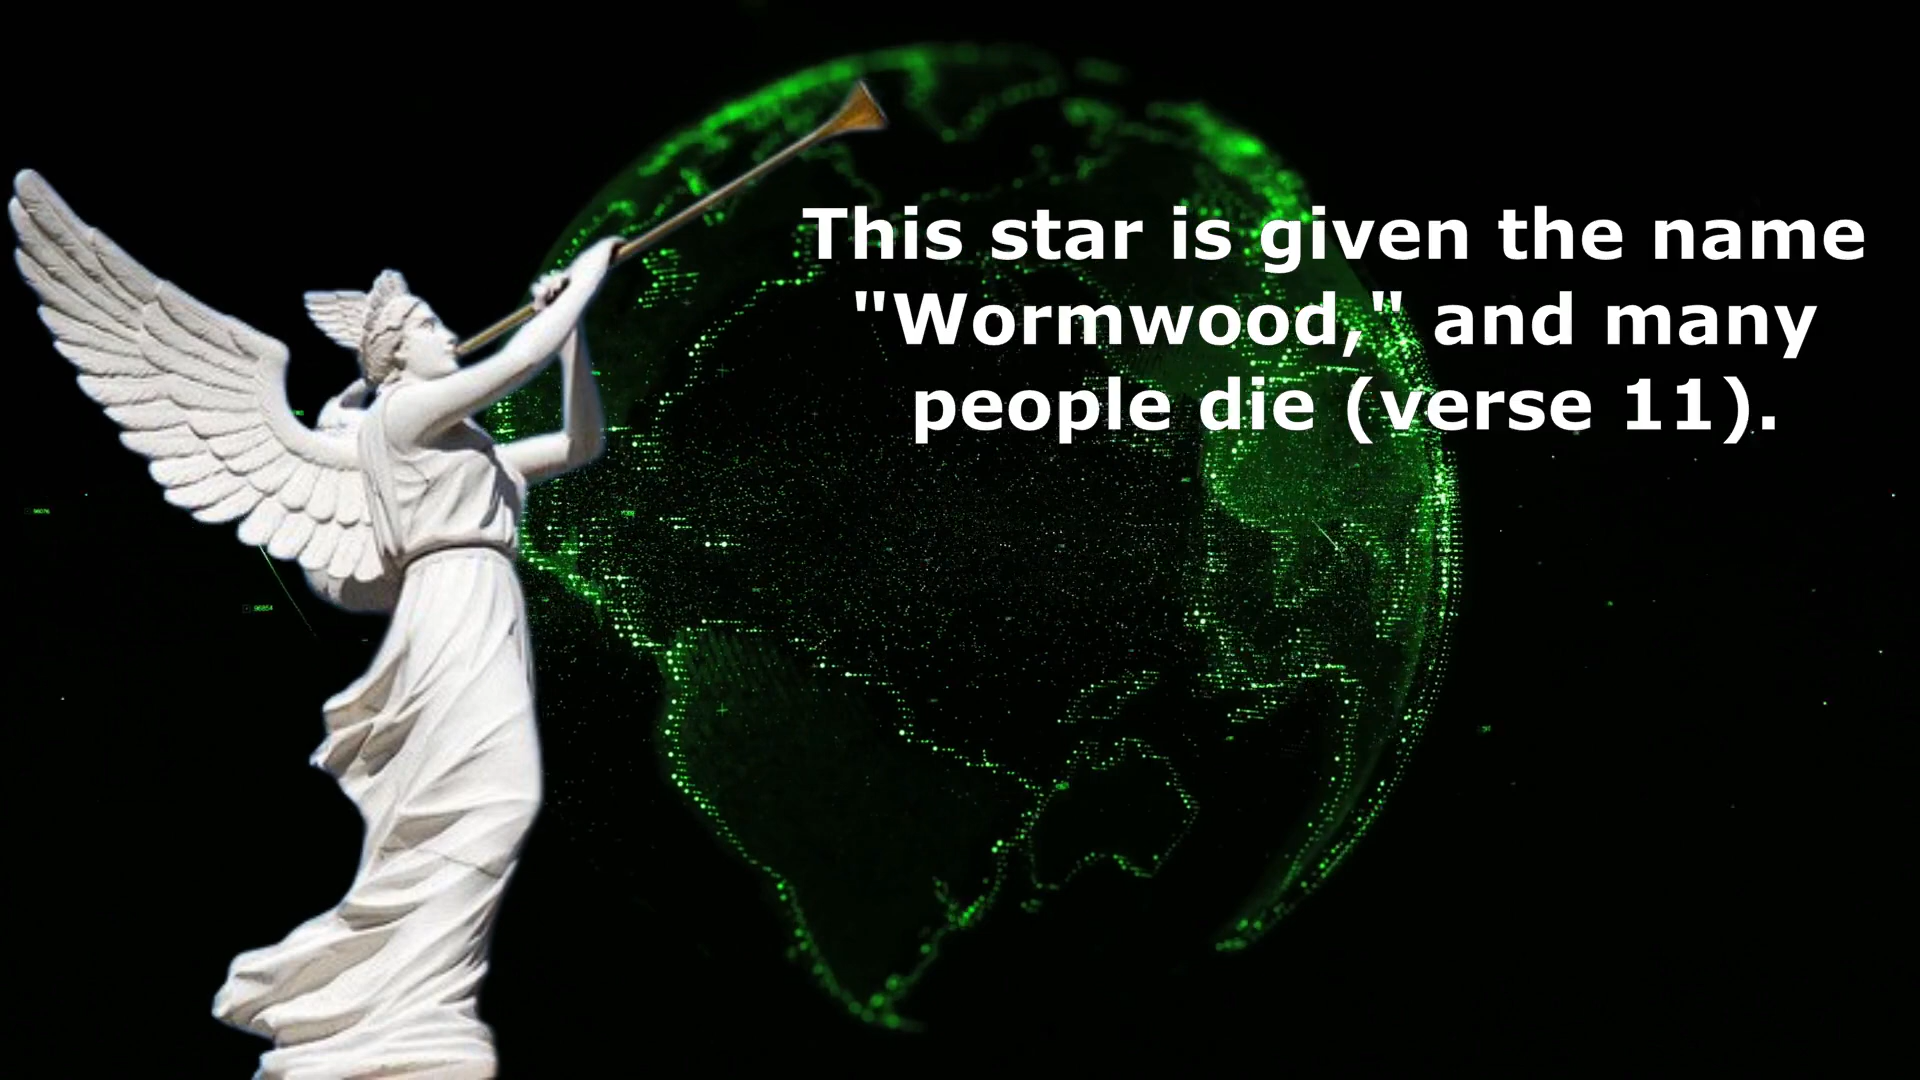 This star is given the name
"Wormwood," and many
people die (verse 11).